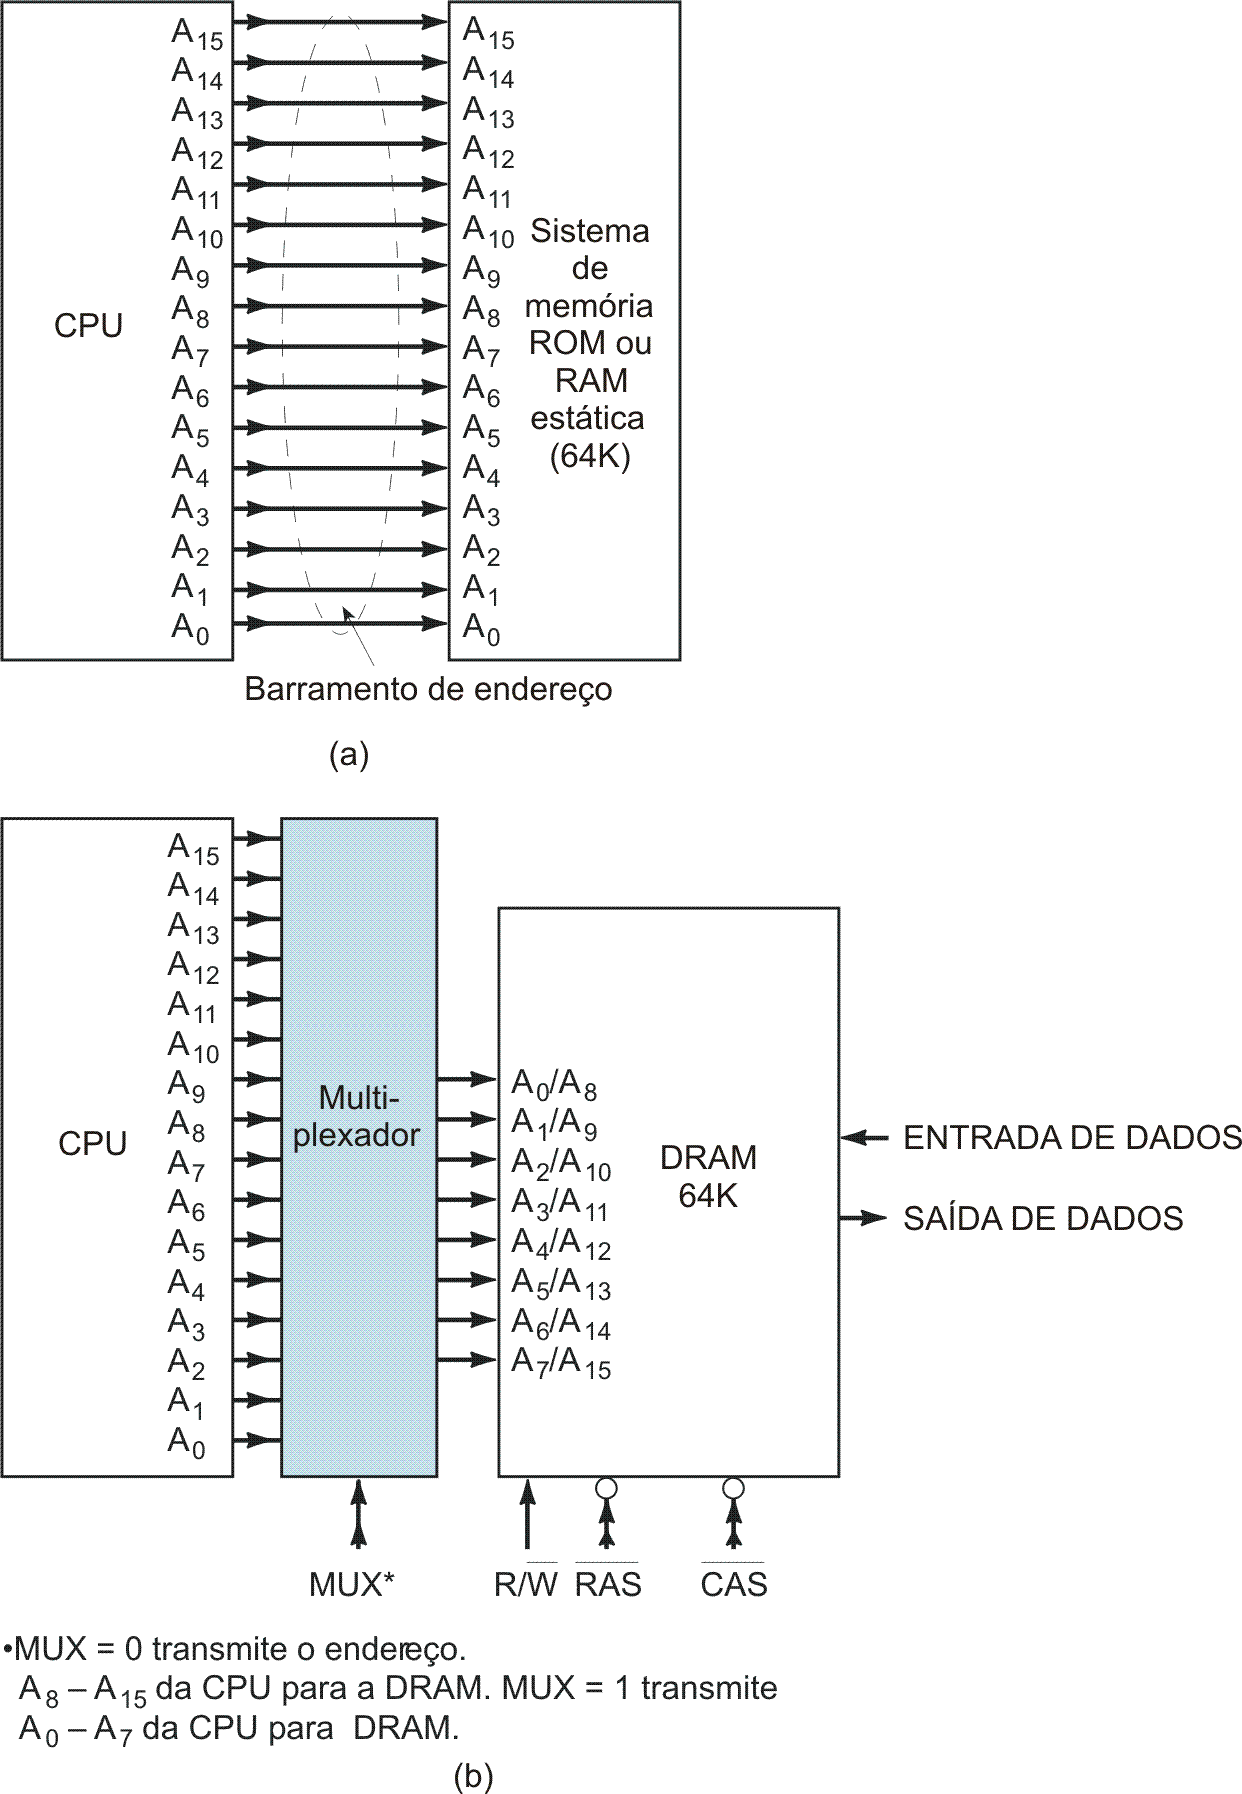 A15 A15
A14 A14
A13 A13
A12 A12
A11 A11
A10 A10
A9 A9
A8 A8
A7 A7
A6 A6
A5 A5
A4 A4
A3 A3
A2 A2
A1 A1
A0 A0
CPU
Sistema
de
memória
ROM ou
RAM
estática
(64K)
Barramento de endereço
(a)
A15
A14
A13
A12
A11
A10
A9
A8
A7
A6
A5
A4
A3
A2
A1
A0
CPU
Multi-
plexador
A0/A8
A1/A9
A2/A10
A3/A11
A4/A12
A5/A13
A6/A14
A7/A15
DRAM
64K
ENTRADA DE DADOS
SAÍDA DE DADOS
MUX* R/W̅ R̅A̅S̅ C̅A̅S̅
•MUX = 0 transmite o endereço.
A8 – A15 da CPU para a DRAM. MUX = 1 transmite
A0 – A7 da CPU para DRAM.
(b)